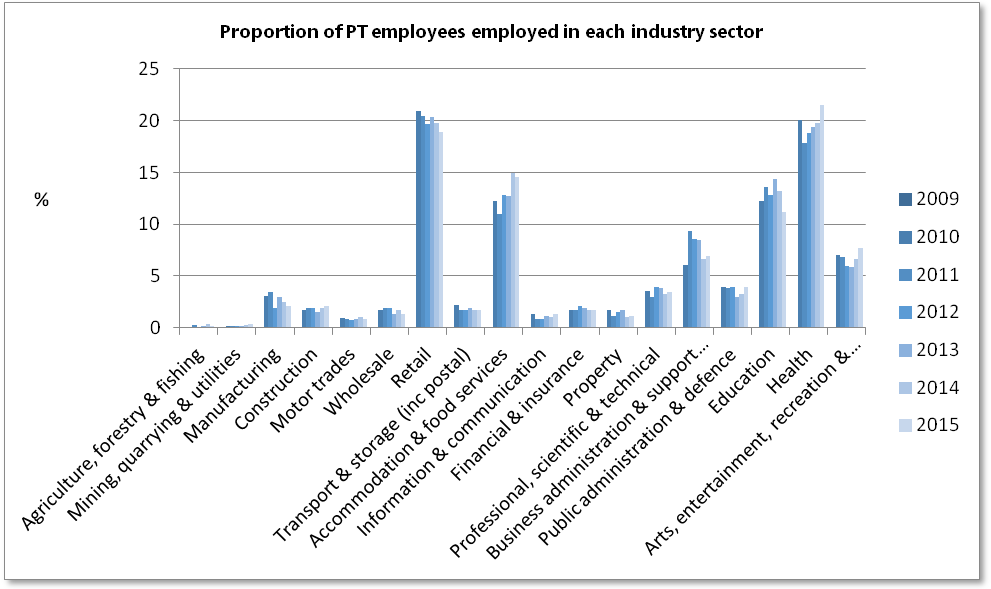 Proportion of PT employees employed in each industry sector
25
20
15
10
5
0
%
Agriculture, forestry & fishing
Mining, quarrying & utilities
Manufacturing
Construction
Motor trades
Wholesale
Retail
Transport & storage (inc postal)
Accommodation & food services
Information & communication
Financial & insurance
Property
Professional, scientific & technical
Business administration & support...
Public administration & defence
Education
Health
Arts, entertainment, recreation &...
2009
2010
2011
2012
2013
2014
2015